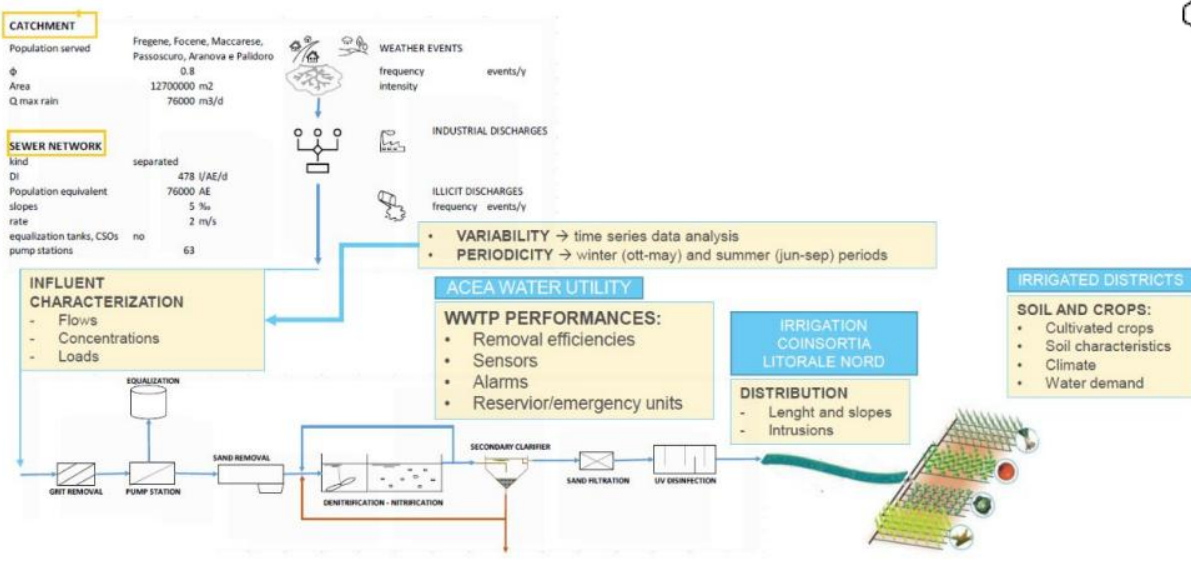 CATCHMENT
Population served Fregene, Focene, Maccarese,
Passoscuro, Aranova e Palidoro
ϕ 0.8
Area 12700000 m2
Q max rain 76000 m3/d
WEATHER EVENTS
frequency events/y
intensity
SEWER NETWORK
kind separated
DI 478 l/AE/d
Population equivalent 76000 AE
slopes 5 ‰
rate 2 m/s
equalization tanks, CSOs no
pump stations 63
INDUSTRIAL DISCHARGES
ILLICIT DISCHARGES
frequency events/y
• VARIABILITY → time series data analysis
• PERIODICITY → winter (ott-may) and summer (jun-sep) periods
INFLUENT
CHARACTERIZATION
- Flows
- Concentrations
- Loads
ACEA WATER UTILITY
WWTP PERFORMANCES:
• Removal efficiencies
• Sensors
• Alarms
• Reservior/emergency units
IRRIGATION
COINSORTIA
LITORALE NORD
DISTRIBUTION
- Lenght and slopes
- Intrusions
IRRIGATED DISTRICTS
SOIL AND CROPS:
• Cultivated crops
• Soil characteristics
• Climate
• Water demand
EQUALIZATION
GRIT REMOVAL
PUMP STATION
SAND REMOVAL
DENITRIFICATION - NITRIFICATION
SECONDARY CLARIFIER
SAND FILTRATION
UV DISINFECTION